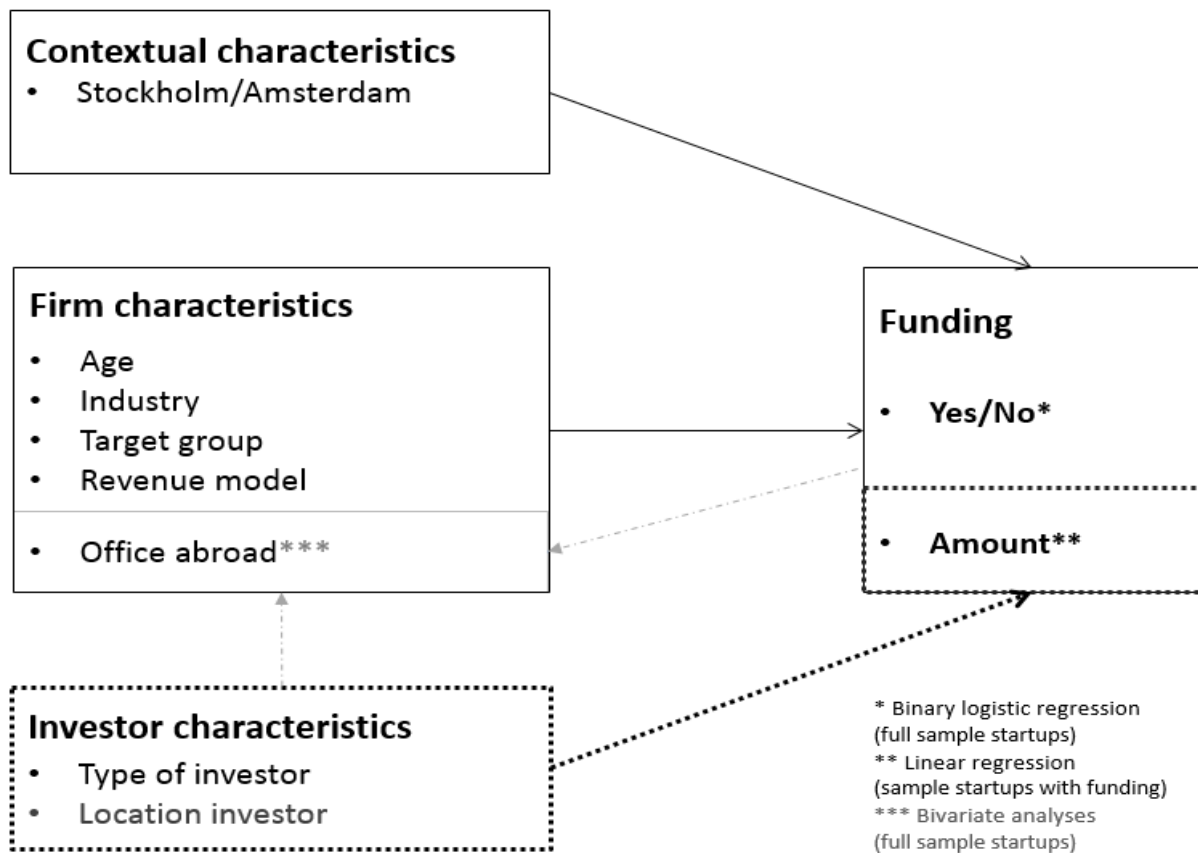 Contextual characteristics
• Stockholm/Amsterdam
Firm characteristics
• Age
• Industry
• Target group
• Revenue model
• Office abroad***
Funding
• Yes/No*
• Amount**
Investor characteristics
• Type of investor
• Location investor
* Binary logistic regression
(full sample startups)
** Linear regression
(sample startups with funding)
*** Bivariate analyses
(full sample startups)